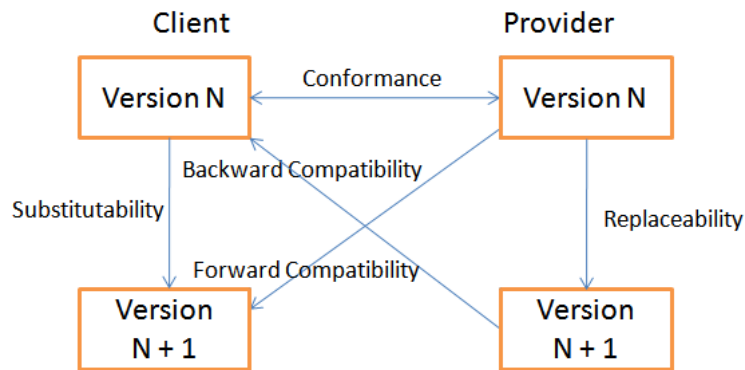 Client
Provider
Version N
Conformance
Version N
Backward Compatibility
Substitutability
Replaceability
Forward Compatibility
Version
N + 1
Version
N + 1